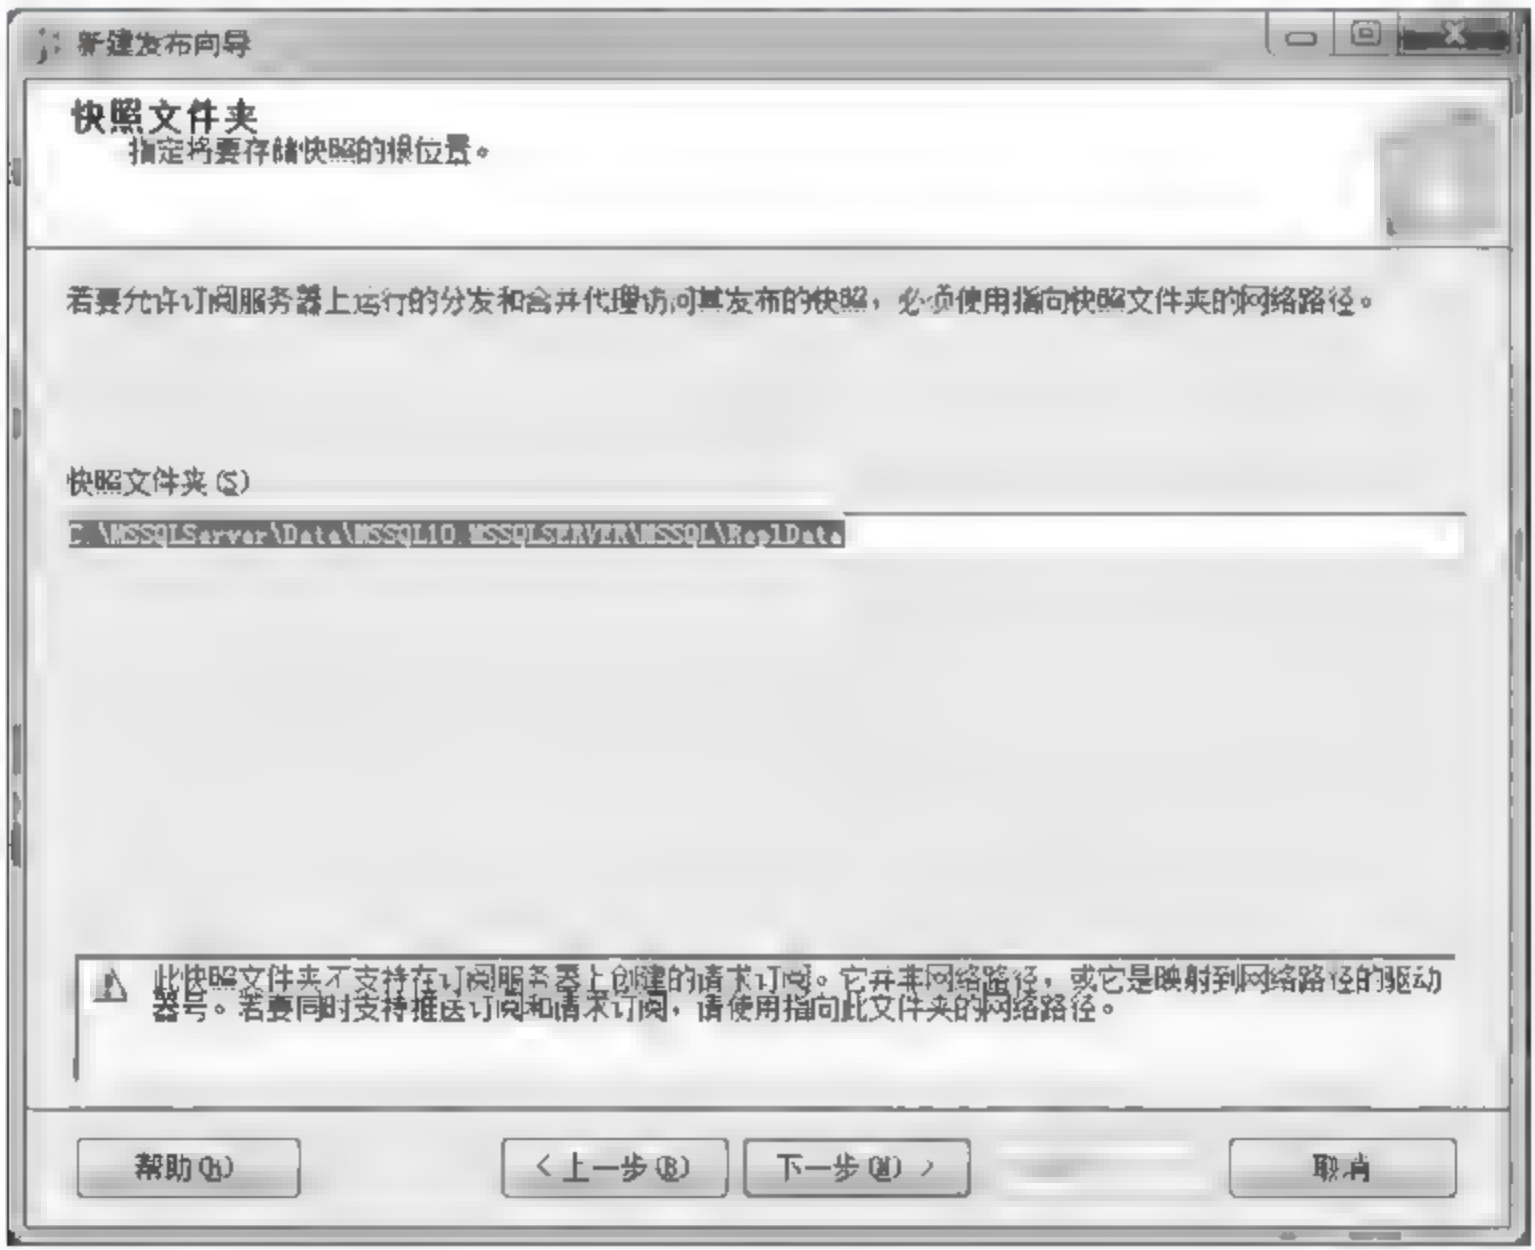 新建发布向导
快照文件夹
指定将要存储快照的根位置。
若要允许订阅服务器上运行的分发和合并代理访问其发布的快照，必须使用指向快照文件夹的网络路径。
快照文件夹(S)
C:\MSSQLServer\Data\MSSQL10.MSSQLSERVER\MSSQL\ReplData
此快照文件夹不支持在订阅服务器上创建的请求订阅。它并非网络路径，或它是映射到网络路径的驱动
器号。若要同时支持推送订阅和请求订阅，请使用指向此文件夹的网络路径。
帮助(H) <上一步(B) 下一步(N)> 取消